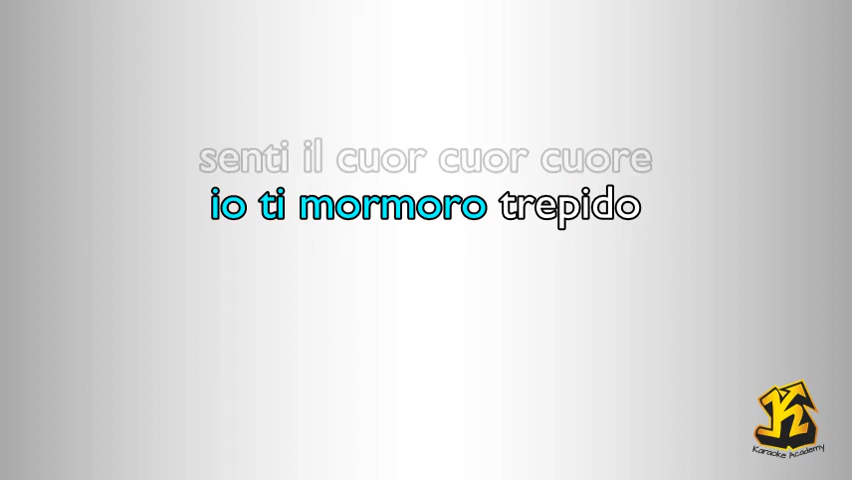 senti il cuor cuor cuore
io ti mormoro trepido
K
Karaoke Academy